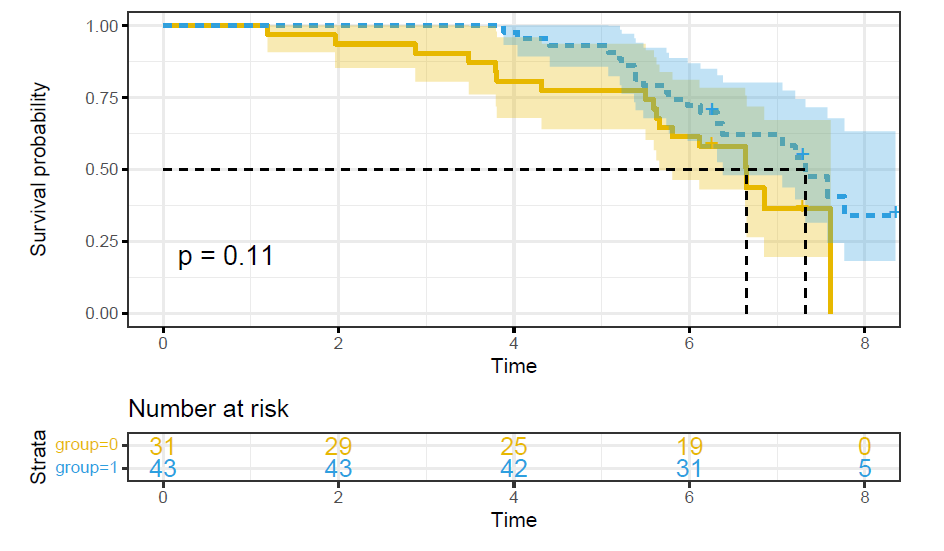 Survival probability
1.00
0.75
0.50
0.25
0.00
p = 0.11
0 2 4 6 8
Time
Number at risk
Strata
group=0 31 29 25 19 0
group=1 43 43 42 31 5
0 2 4 6 8
Time